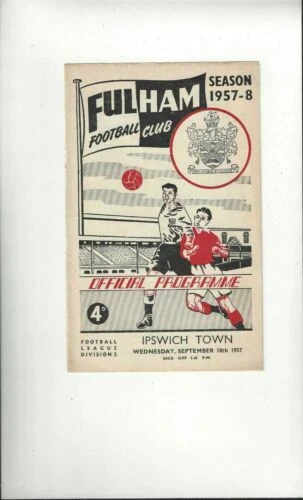 FULHAM
FOOTBALL CLUB
SEASON
1957-8
OFFICIAL PROGRAMME
4D
FOOTBALL
LEAGUE
DIVISION 2
IPSWICH TOWN
WEDNESDAY, SEPTEMBER 18th 1957